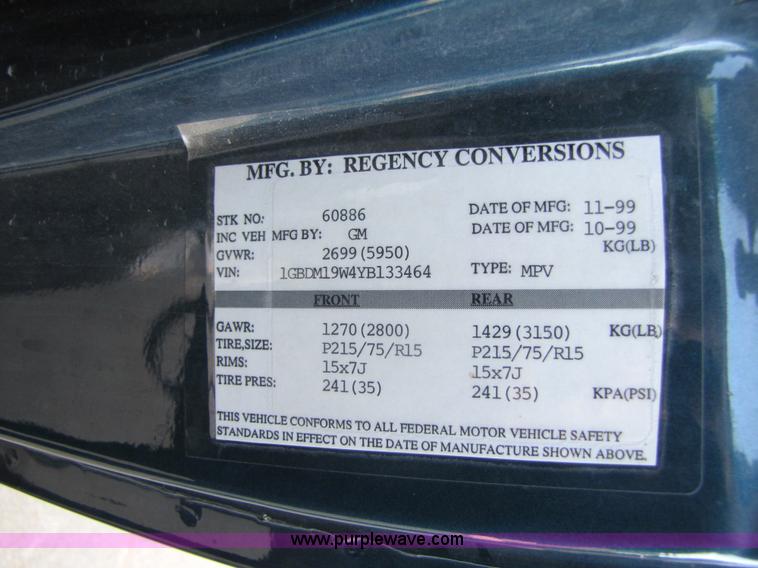 MFG. BY: REGENCY CONVERSIONS
STK NO: 60886 DATE OF MFG: 11-99
INC VEH MFG BY: GM DATE OF MFG: 10-99
GVWR: 2699(5950) KG(LB)
VIN: 1GBDM19W4YB133464 TYPE: MPV
FRONT REAR
GAWR: 1270(2800) 1429(3150) KG(LB)
TIRE,SIZE: P215/75/R15 P215/75/R15
RIMS: 15x7J 15x7J
TIRE PRES: 241(35) 241(35) KPA(PSI)
THIS VEHICLE CONFORMS TO ALL FEDERAL MOTOR VEHICLE SAFETY
STANDARDS IN EFFECT ON THE DATE OF MANUFACTURE SHOWN ABOVE.
www.purplewave.com